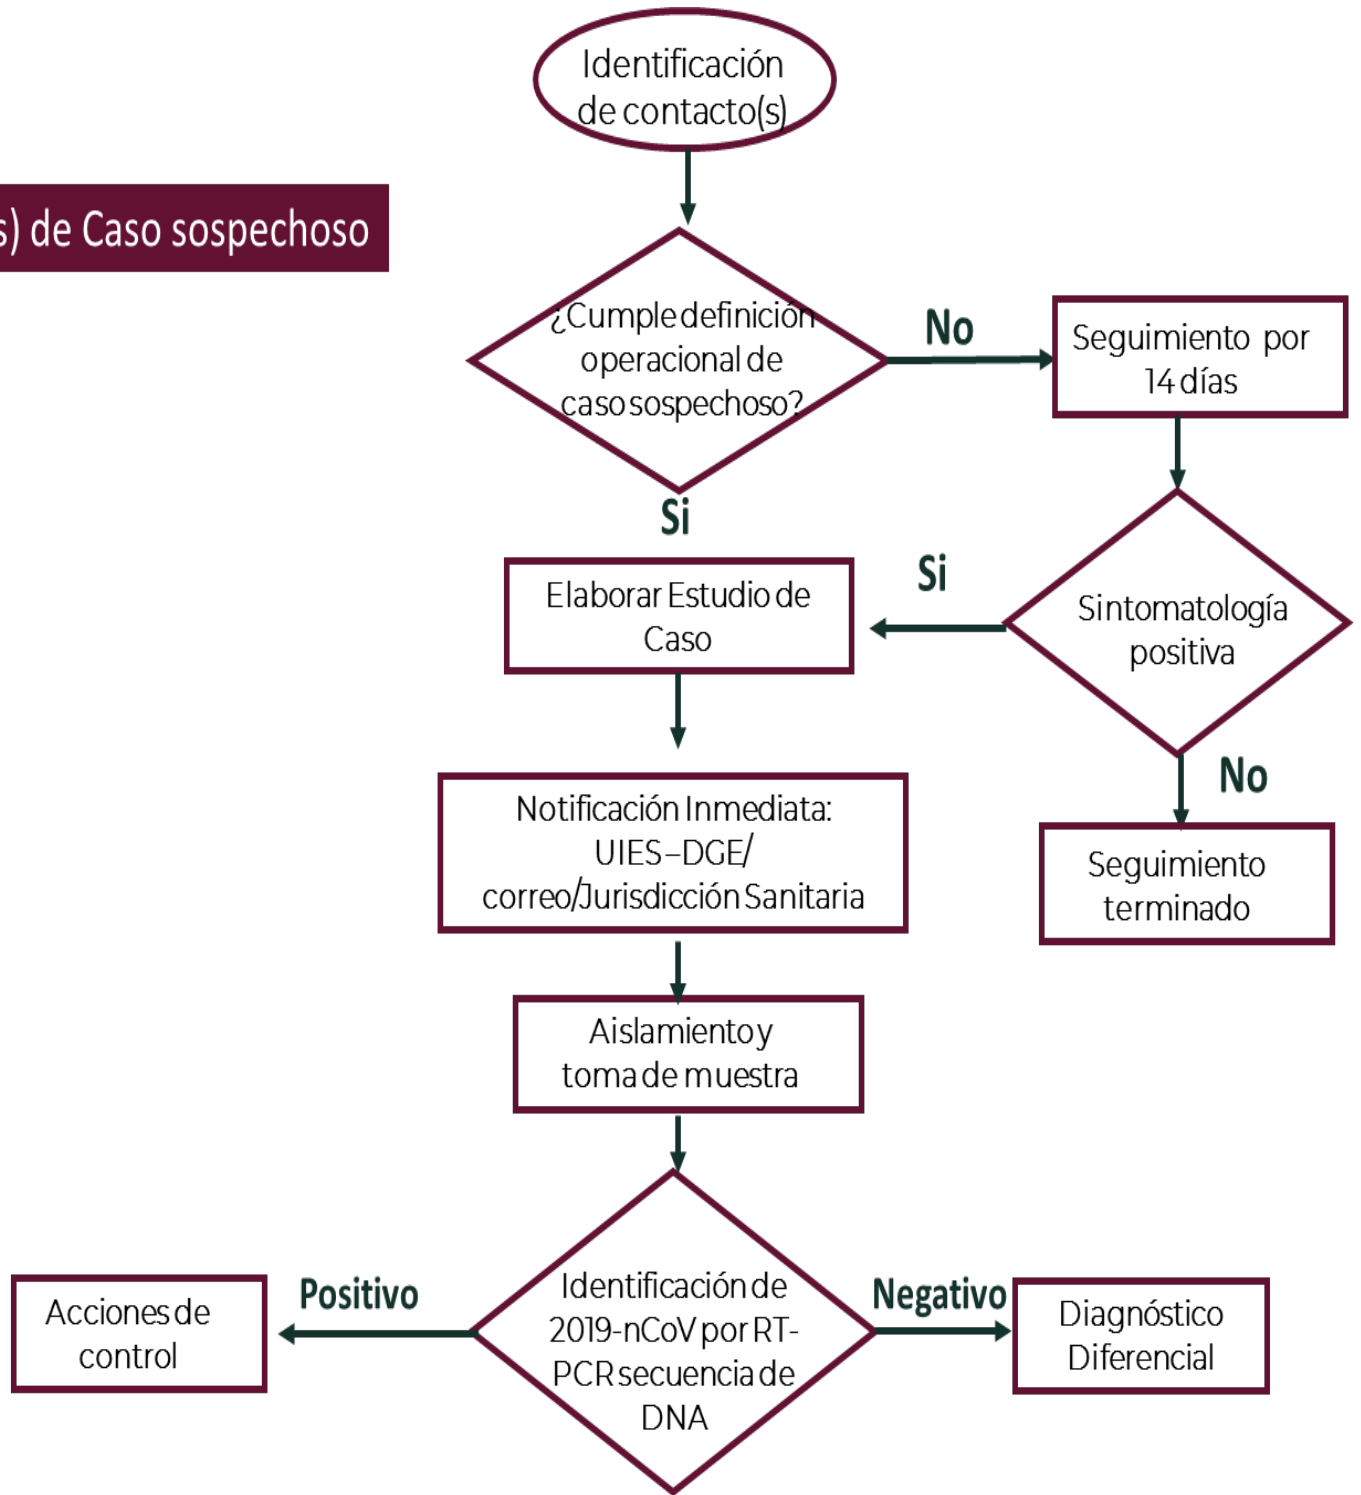 Identificación
de contacto(s)
s) de Caso sospechoso
¿Cumple definición
operacional de
caso sospechoso?
No
Seguimiento por
14 días
Si
Elaborar Estudio de
Caso
Si
Sintomatología
positiva
No
Notificación Inmediata:
UIES–DGE/
correo/Jurisdicción Sanitaria
Seguimiento
terminado
Aislamiento y
toma de muestra
Acciones de
control
Positivo
Identificación de
2019-nCoV por RT-
PCR secuencia de
DNA
Negativo
Diagnóstico
Diferencial